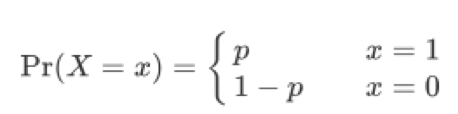 Pr(X = x) = { p x = 1
1 − p x = 0